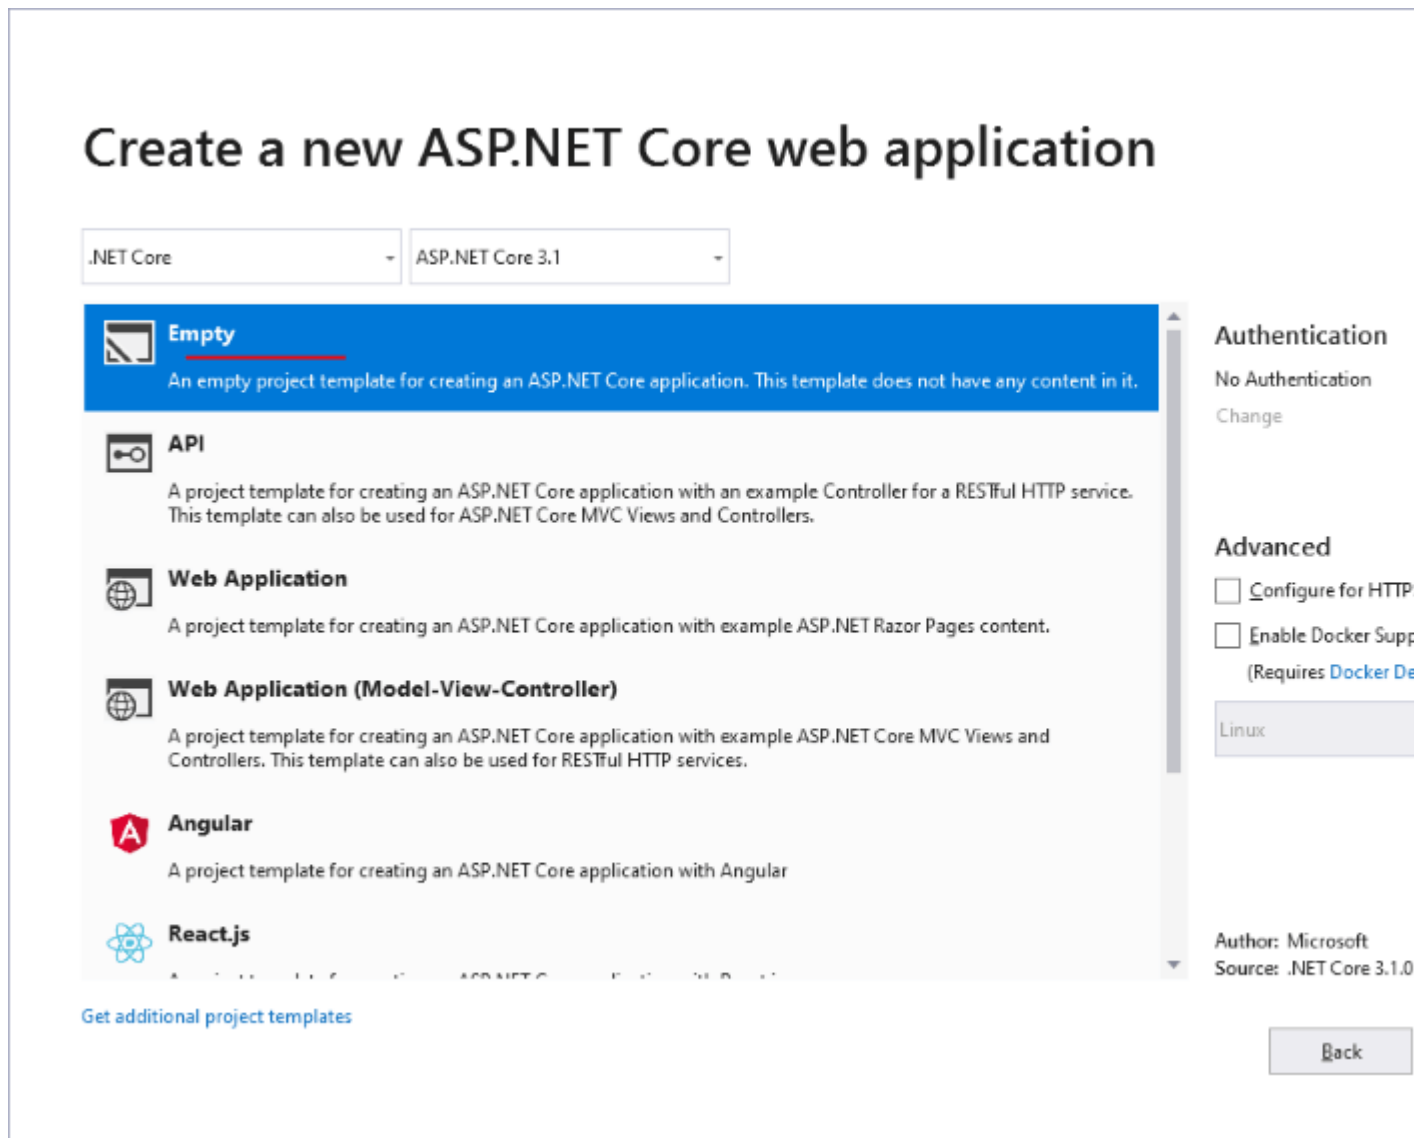 Create a new ASP.NET Core web application
.NET Core
ASP.NET Core 3.1
Empty
An empty project template for creating an ASP.NET Core application. This template does not have any content in it.
API
A project template for creating an ASP.NET Core application with an example Controller for a RESTful HTTP service.
This template can also be used for ASP.NET Core MVC Views and Controllers.
Web Application
A project template for creating an ASP.NET Core application with example ASP.NET Razor Pages content.
Web Application (Model-View-Controller)
A project template for creating an ASP.NET Core application with example ASP.NET Core MVC Views and
Controllers. This template can also be used for RESTful HTTP services.
Angular
A project template for creating an ASP.NET Core application with Angular
React.js
Get additional project templates
Authentication
No Authentication
Change
Advanced
Configure for HTTP
Enable Docker Supp
(Requires Docker De
Linux
Author: Microsoft
Source: .NET Core 3.1.0
Back